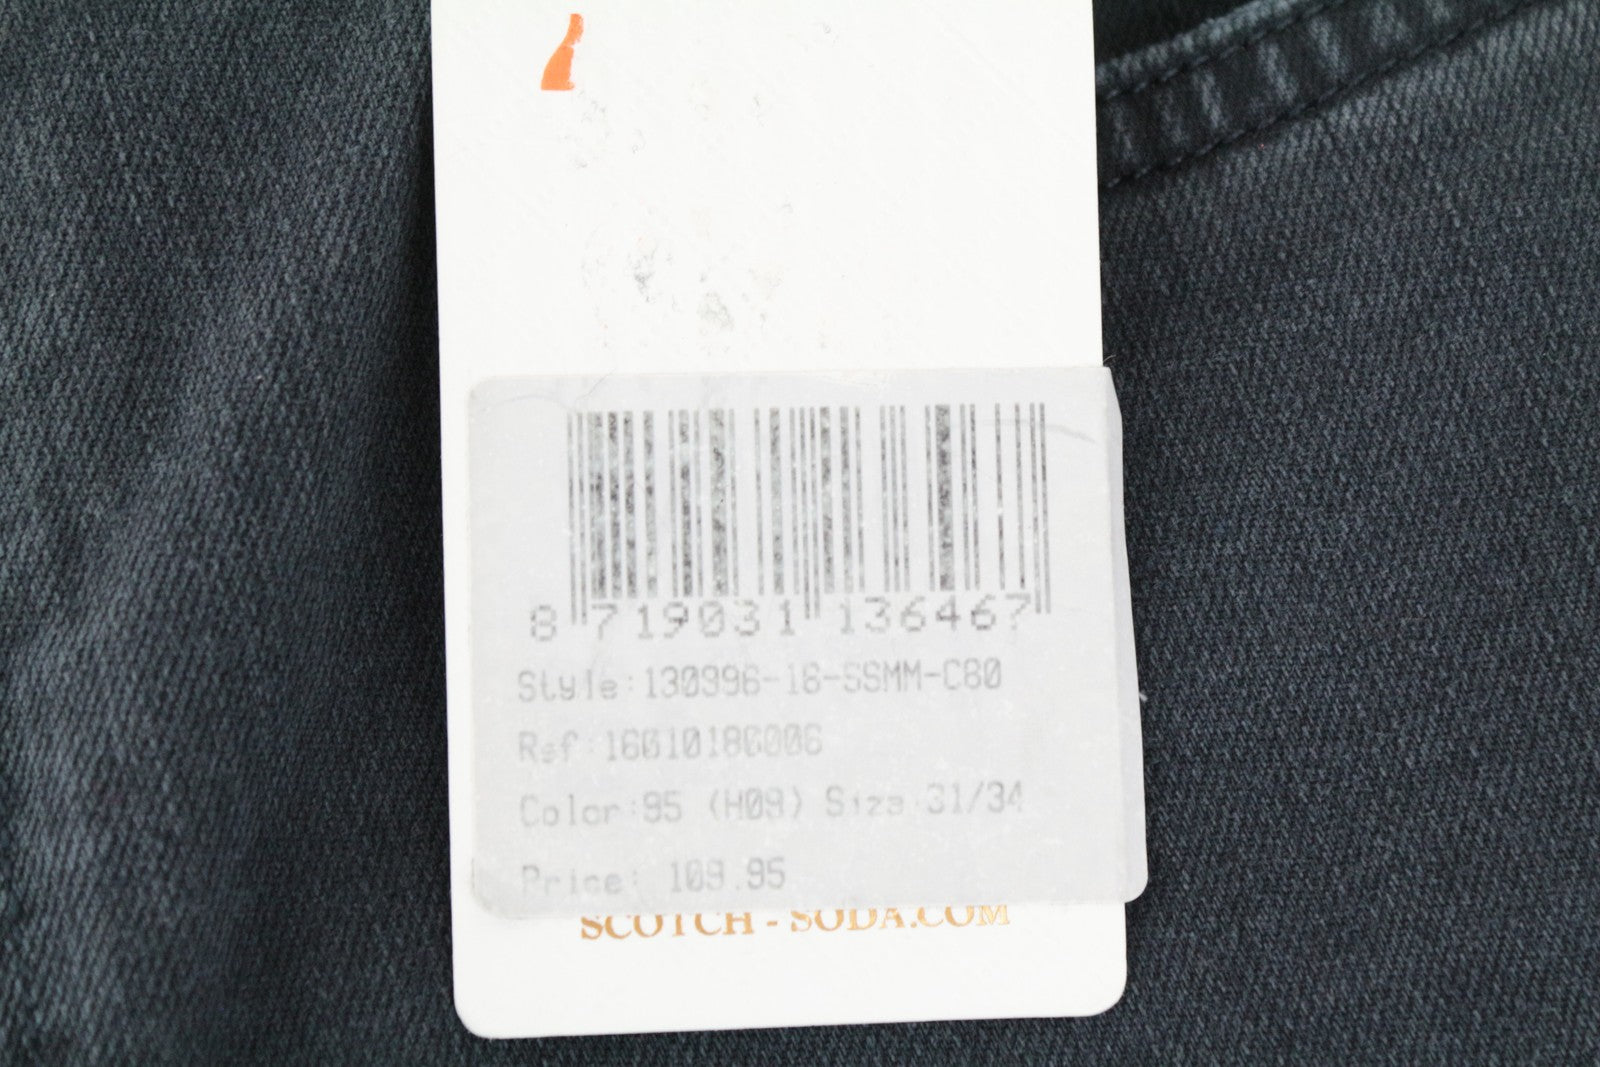 8 719031 136467
Style:130996-16-SSMM-C80
Ref:16010180006
Color:95 (H09) Size:31/34
Price: 109.95
SCOTCH - SODA.COM